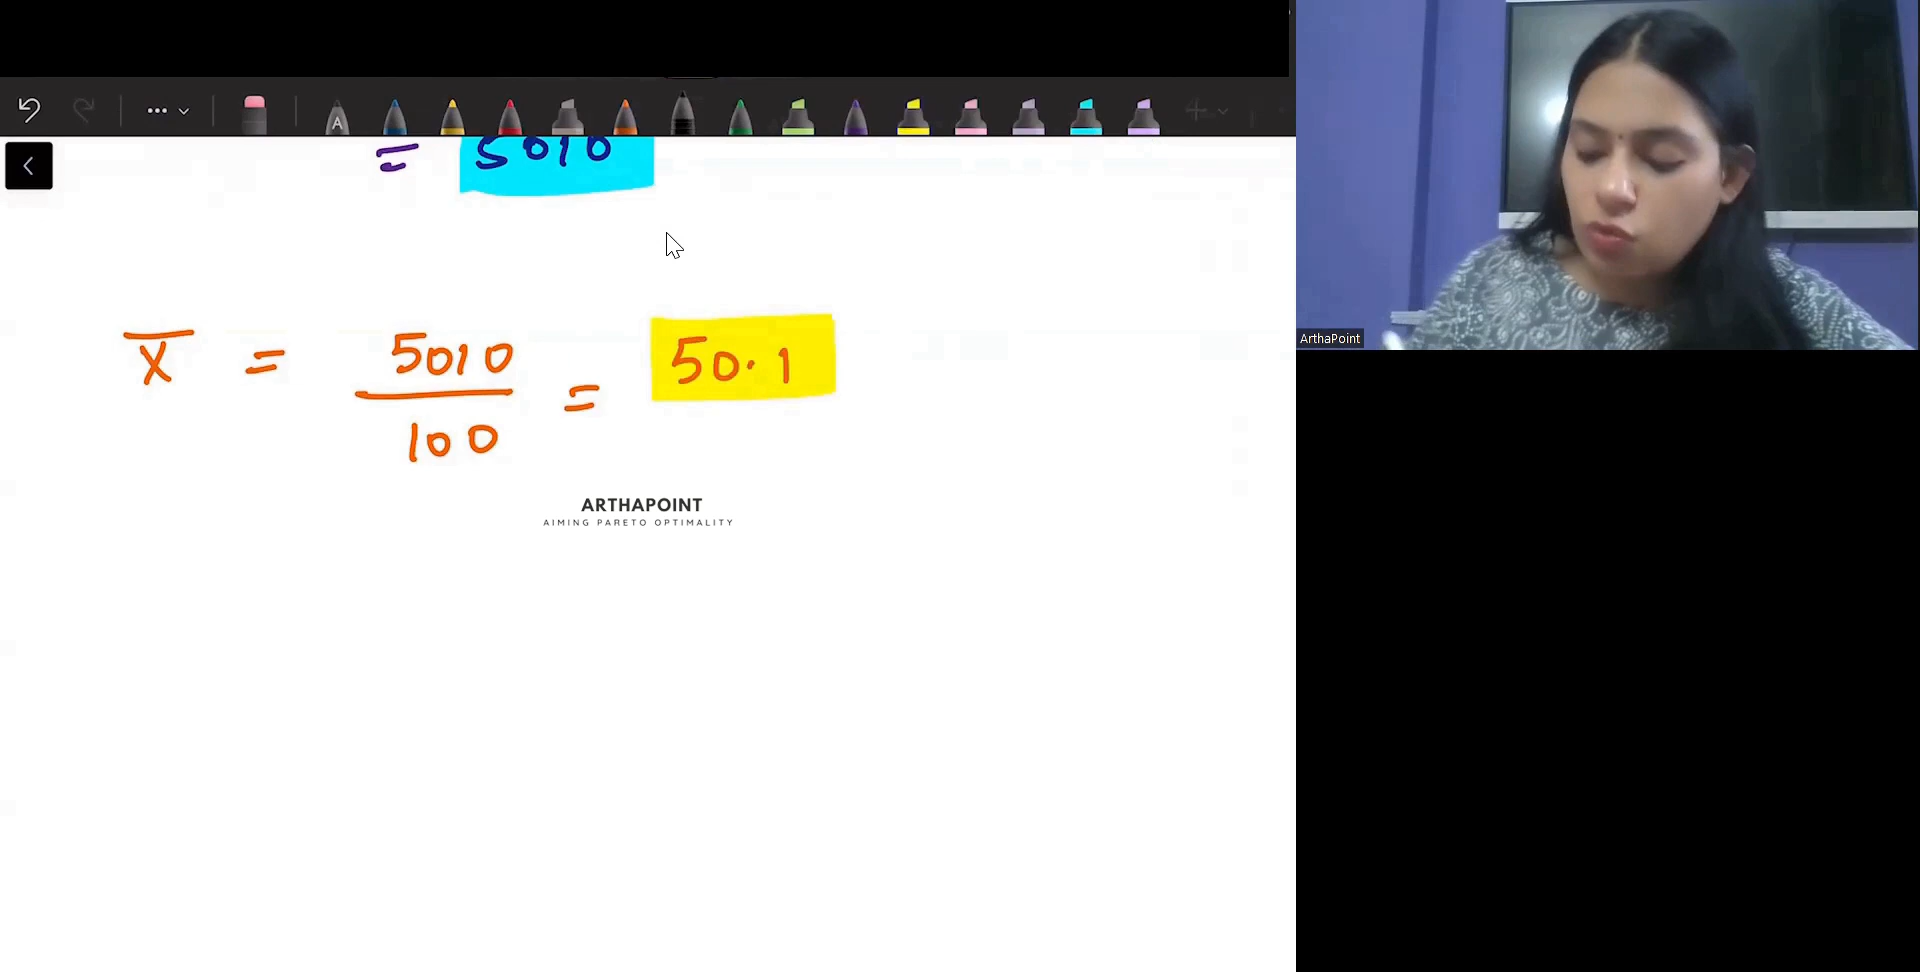 = 5010
X̅ = 5010/100 = 50.1
ARTHAPOINT
AIMING PARETO OPTIMALITY
A
ArthaPoint